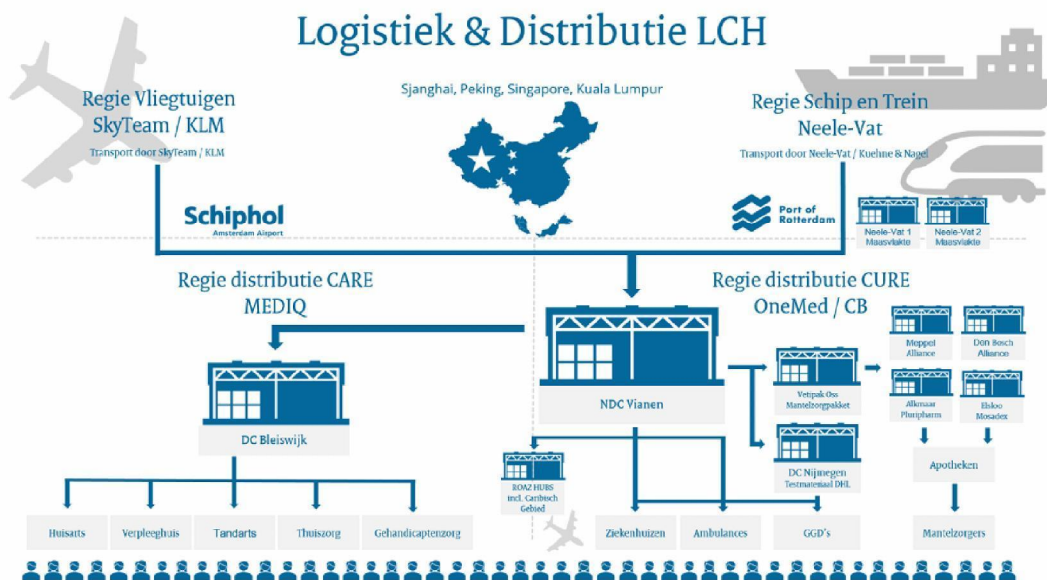 Logistiek & Distributie LCH
Regie Vliegtuigen
SkyTeam / KLM
Transport door SkyTeam / KLM
Sjanghai, Peking, Singapore, Kuala Lumpur
Regie Schip en Trein
Neele-Vat
Transport door Neele-Vat / Kuehne & Nagel
Schiphol
Amsterdam Airport
Port of
Rotterdam
Neele-Vat 1
Maasvlakte
Neele-Vat 2
Maasvlakte
Regie distributie CARE
MEDIQ
Regie distributie CURE
OneMed / CB
DC Bleiswijk
NDC Vianen
Vetipak Oss
Mantelzorgpakket
Meppel
Alliance
Den Bosch
Alliance
Alkmaar
Pluripharm
Elsloo
Mosadex
ROAZ HUBS
incl. Caribisch
Gebied
DC Nijmegen
Testmateriaal DHL
Apotheken
Huisarts
Verpleeghuis
Tandarts
Thuiszorg
Gehandicaptenzorg
Ziekenhuizen
Ambulances
GGD's
Mantelzorgers